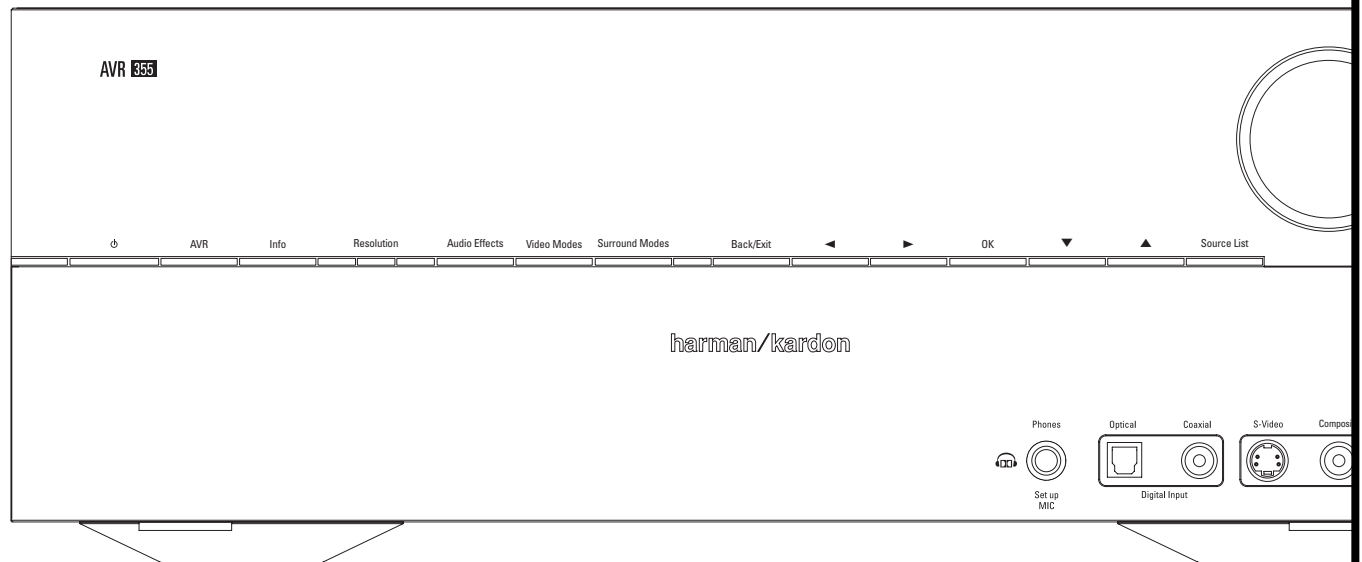 AVR 355
AVR Info Resolution Audio Effects Video Modes Surround Modes Back/Exit OK Source List
harman/kardon
Phones Optical Coaxial S-Video
Set up Digital Input
MIC